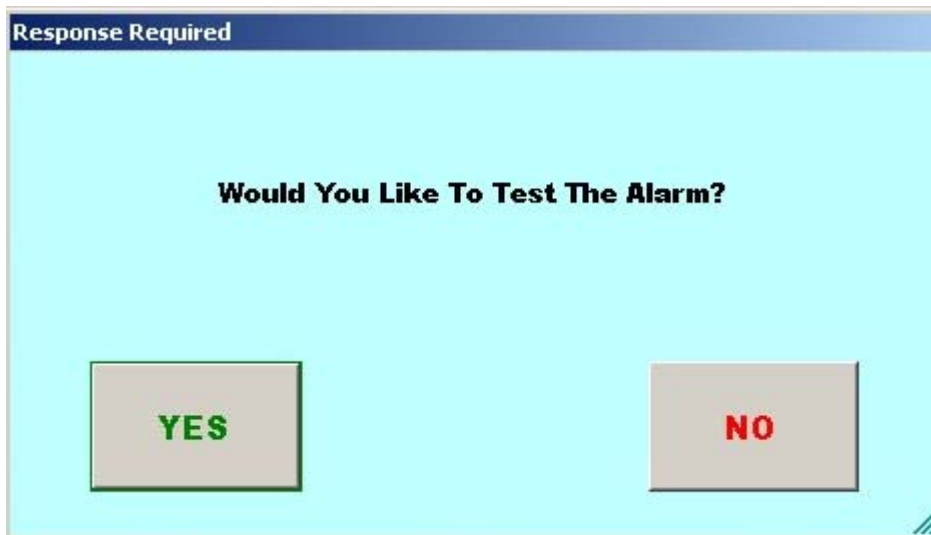 Response Required
Would You Like To Test The Alarm?
YES
NO